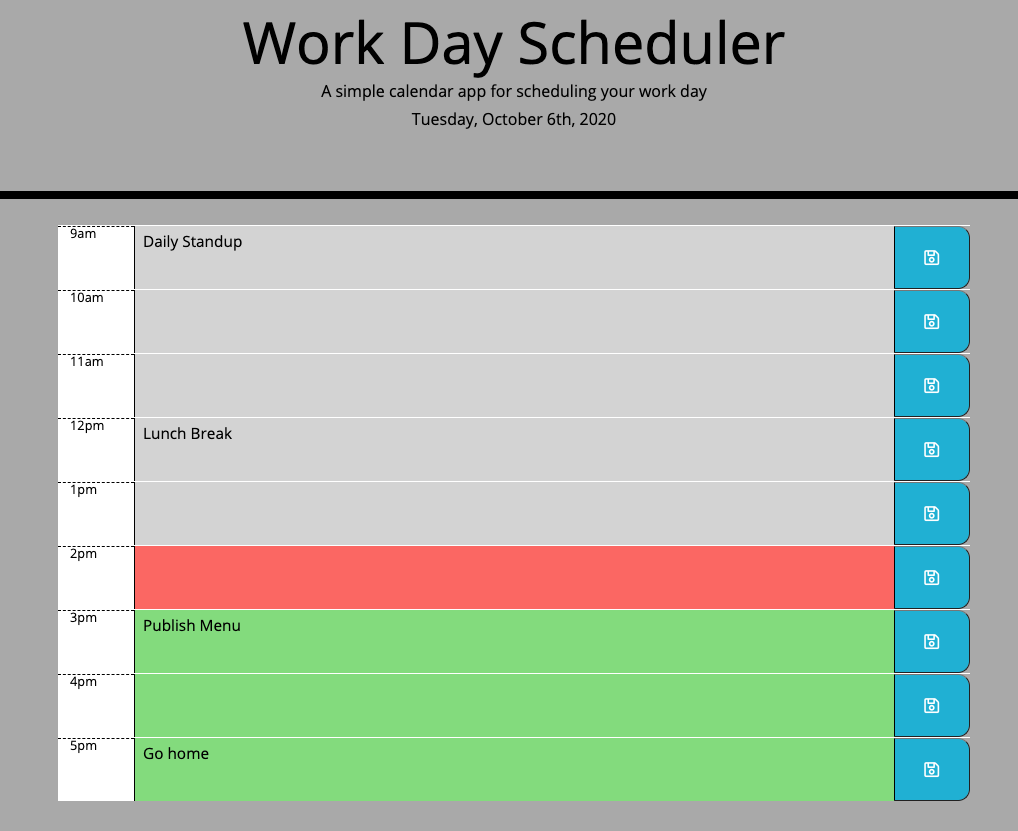 Work Day Scheduler
A simple calendar app for scheduling your work day
Tuesday, October 6th, 2020
9am
Daily Standup
10am
11am
12pm
Lunch Break
1pm
2pm
3pm
Publish Menu
4pm
5pm
Go home